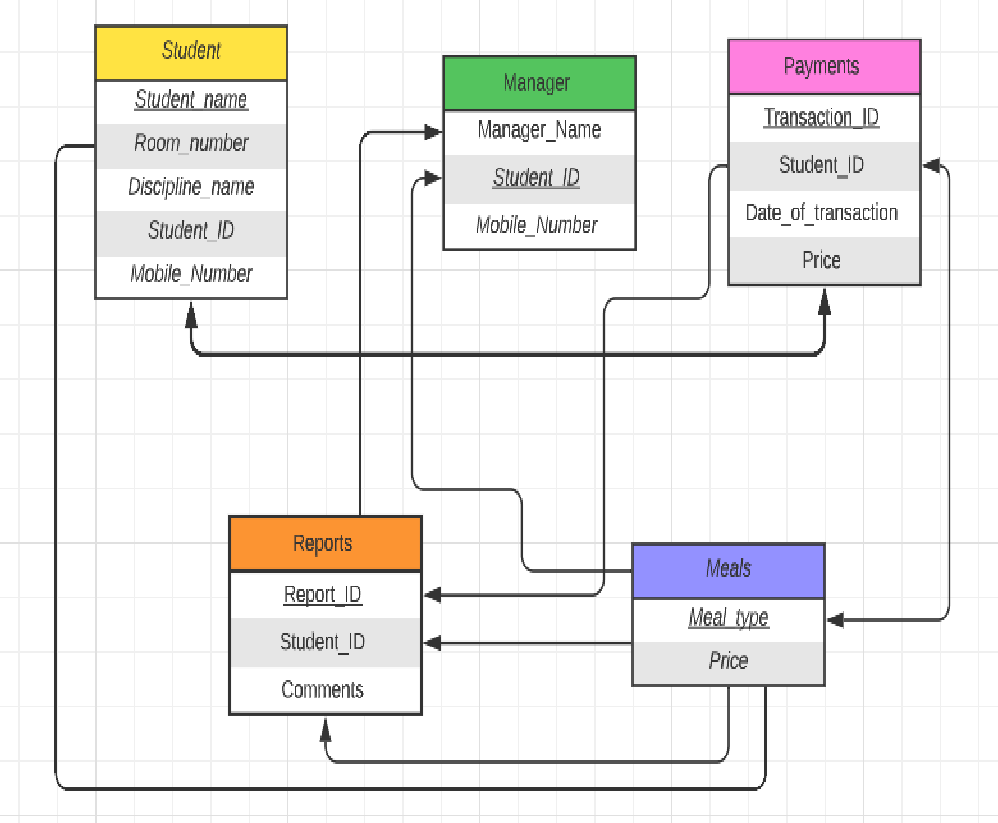 Student
Student_name
Room_number
Discipline_name
Student_ID
Mobile_Number
Manager
Manager_Name
Student_ID
Mobile_Number
Payments
Transaction_ID
Student_ID
Date_of_transaction
Price
Reports
Report_ID
Student_ID
Comments
Meals
Meal_type
Price